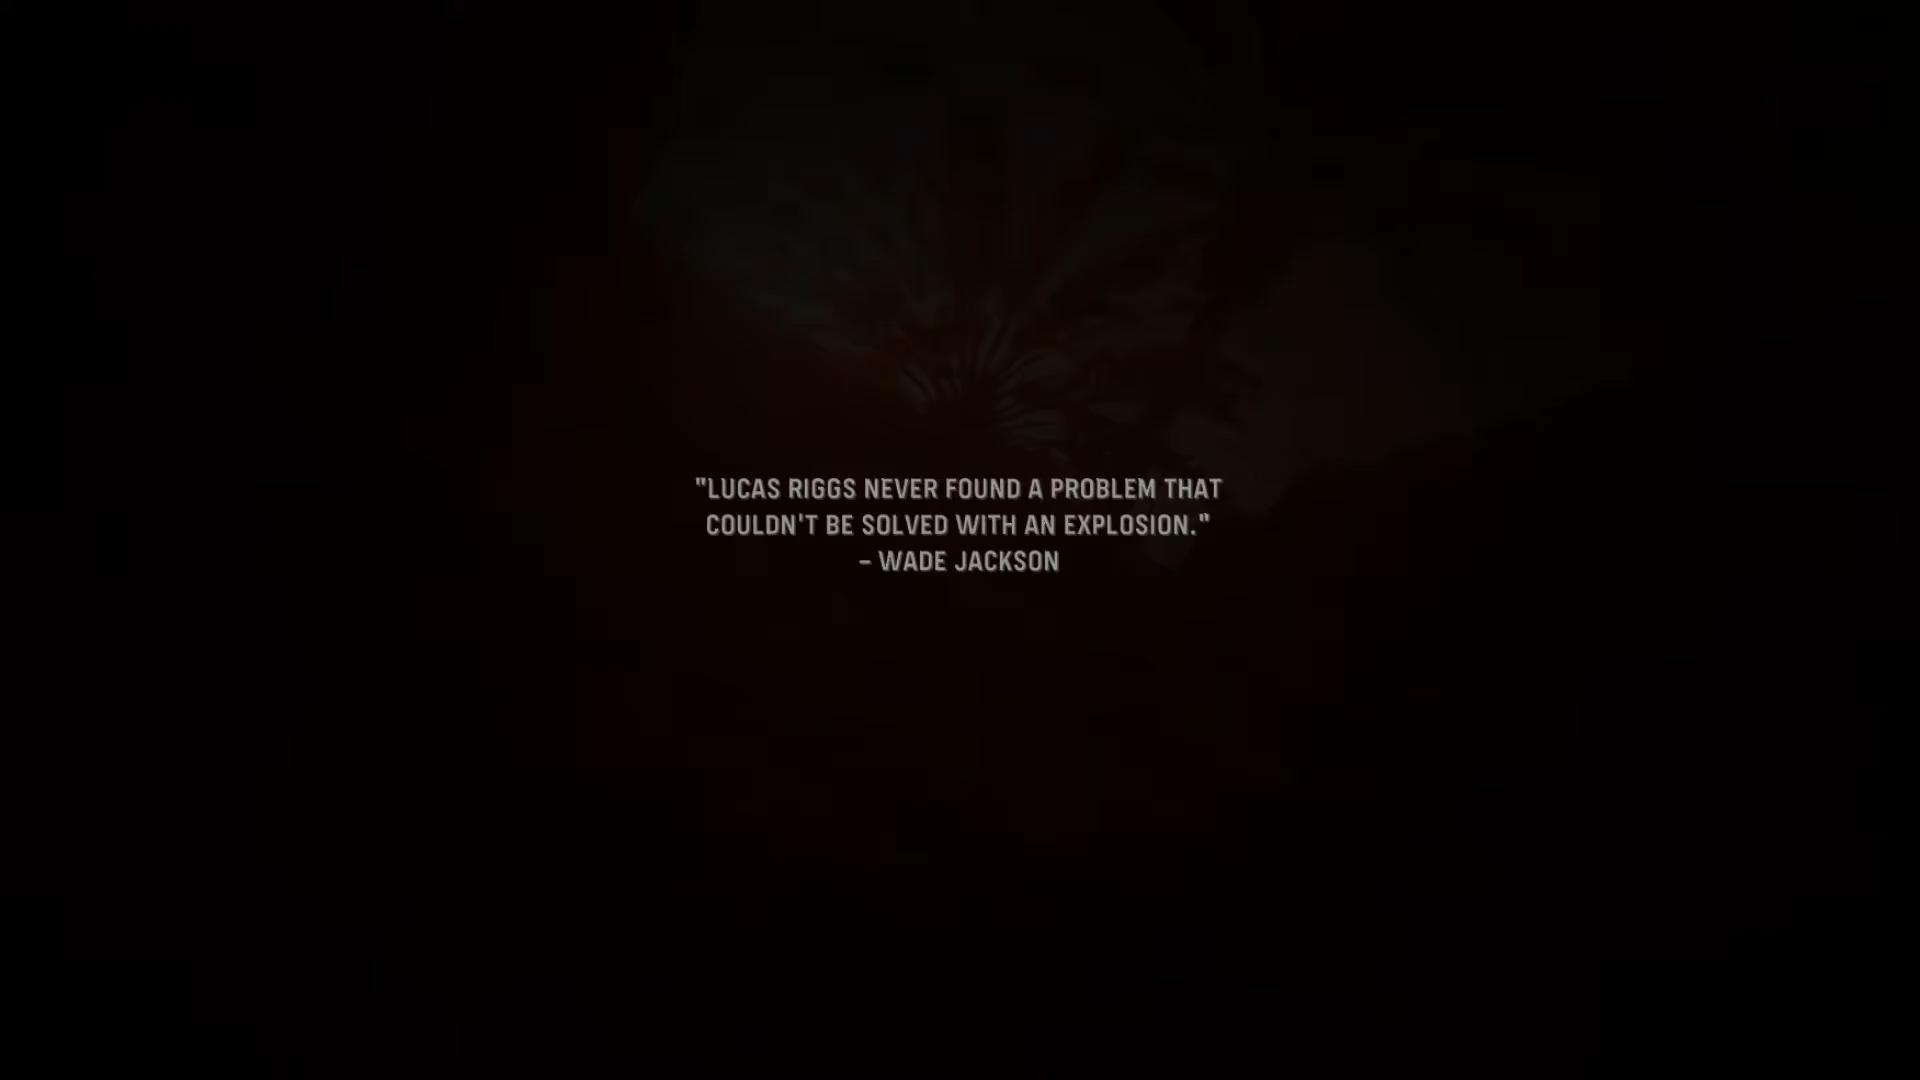 "LUCAS RIGGS NEVER FOUND A PROBLEM THAT
COULDN'T BE SOLVED WITH AN EXPLOSION."
– WADE JACKSON